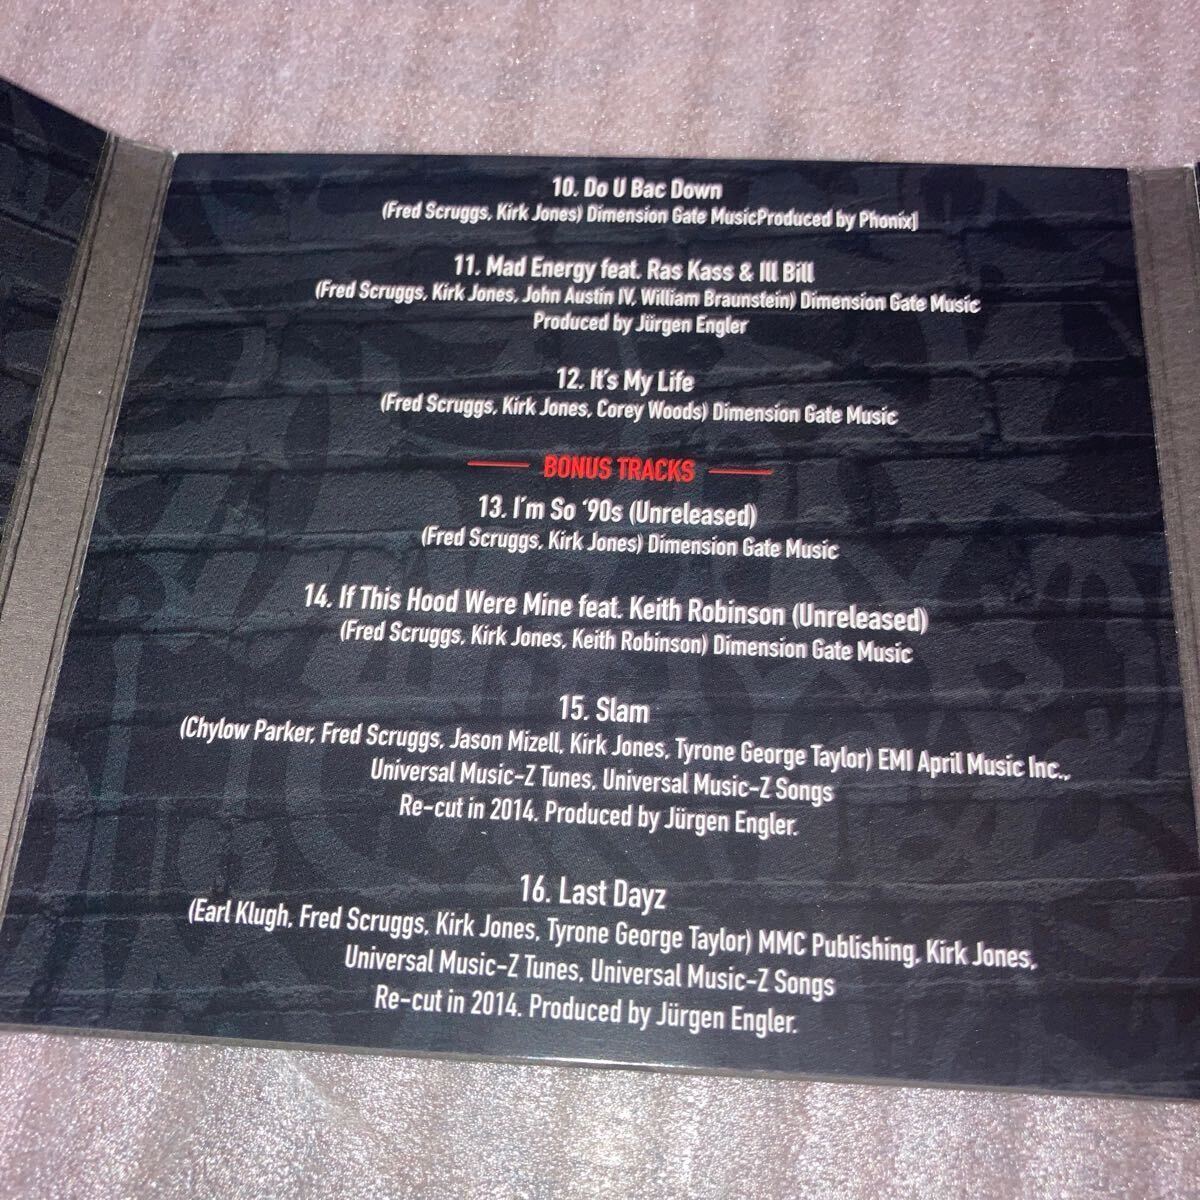 10. Do U Bac Down
(Fred Scruggs, Kirk Jones) Dimension Gate MusicProduced by Phonix]
11. Mad Energy feat. Ras Kass & Ill Bill
(Fred Scruggs, Kirk Jones, John Austin IV, William Braunstein) Dimension Gate Music
Produced by Jürgen Engler
12. It's My Life
(Fred Scruggs, Kirk Jones, Corey Woods) Dimension Gate Music
BONUS TRACKS
13. I'm So '90s (Unreleased)
(Fred Scruggs, Kirk Jones) Dimension Gate Music
14. If This Hood Were Mine feat. Keith Robinson (Unreleased)
(Fred Scruggs, Kirk Jones, Keith Robinson) Dimension Gate Music
15. Slam
(Chylow Parker, Fred Scruggs, Jason Mizell, Kirk Jones, Tyrone George Taylor) EMI April Music Inc.,
Universal Music-Z Tunes, Universal Music-Z Songs
Re-cut in 2014. Produced by Jürgen Engler.
16. Last Dayz
(Earl Klugh, Fred Scruggs, Kirk Jones, Tyrone George Taylor) MMC Publishing, Kirk Jones,
Universal Music-Z Tunes, Universal Music-Z Songs
Re-cut in 2014. Produced by Jürgen Engler.